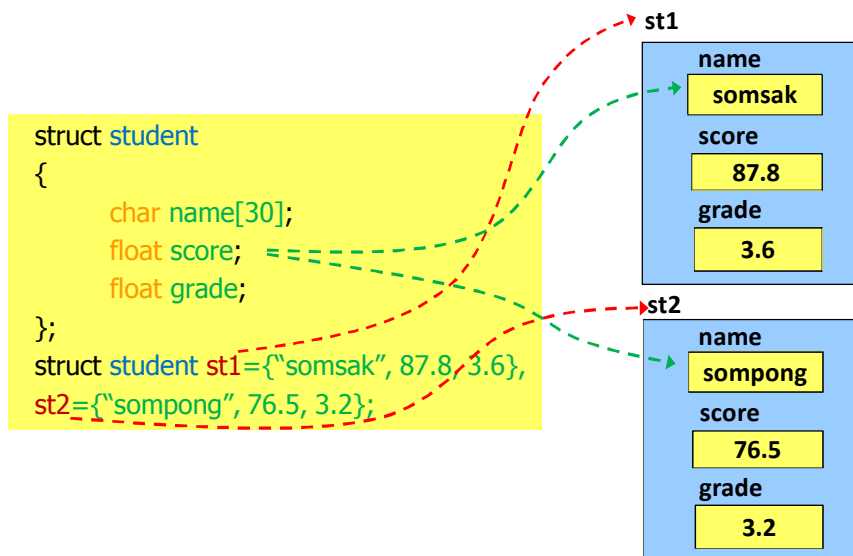 struct student
{
char name[30];
float score;
float grade;
};
struct student st1={“somsak”, 87.8, 3.6},
st2={“sompong”, 76.5, 3.2};
st1
name
somsak
score
87.8
grade
3.6
st2
name
sompong
score
76.5
grade
3.2